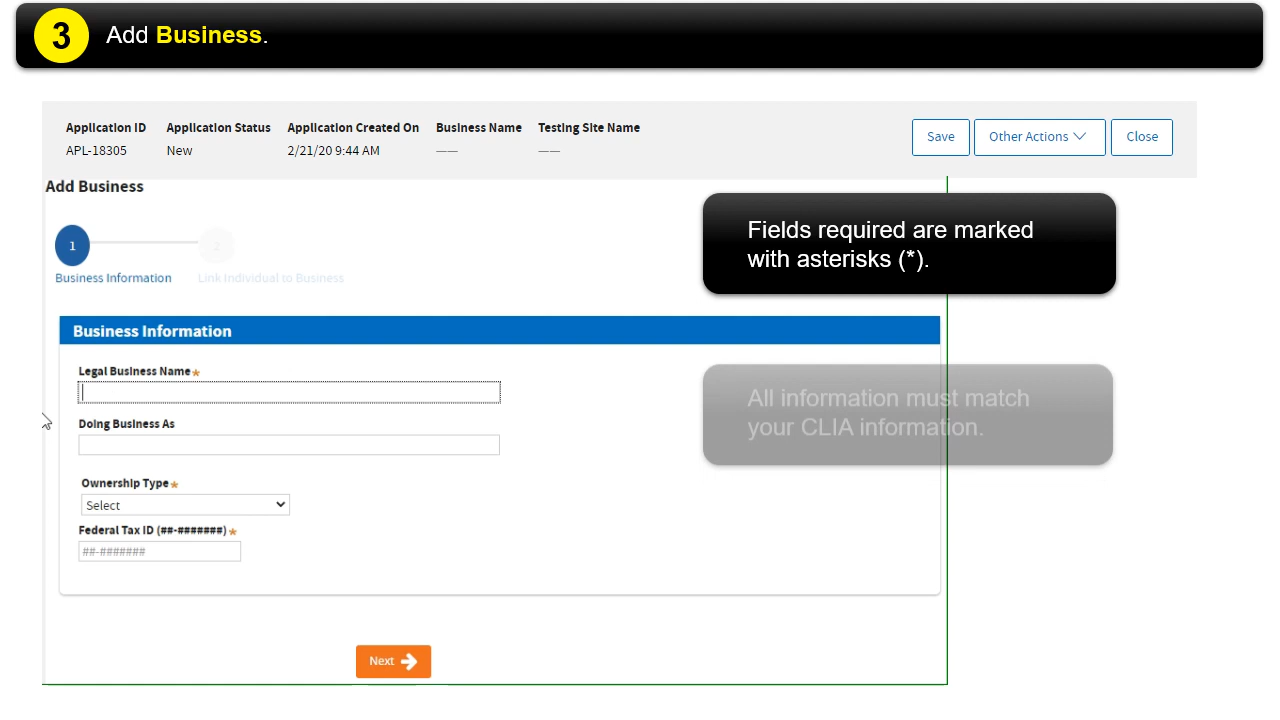 3 Add Business.
Application ID Application Status Application Created On Business Name Testing Site Name
APL-18305 New 2/21/20 9:44 AM —— ——
Save Other Actions Close
Add Business
Fields required are marked
with asterisks (*).
1 2
Business Information Link Individual to Business
Business Information
Legal Business Name*
All information must match
your CLIA information.
Doing Business As
Ownership Type*
Select
Federal Tax ID (##-#######) *
##-#######
Next